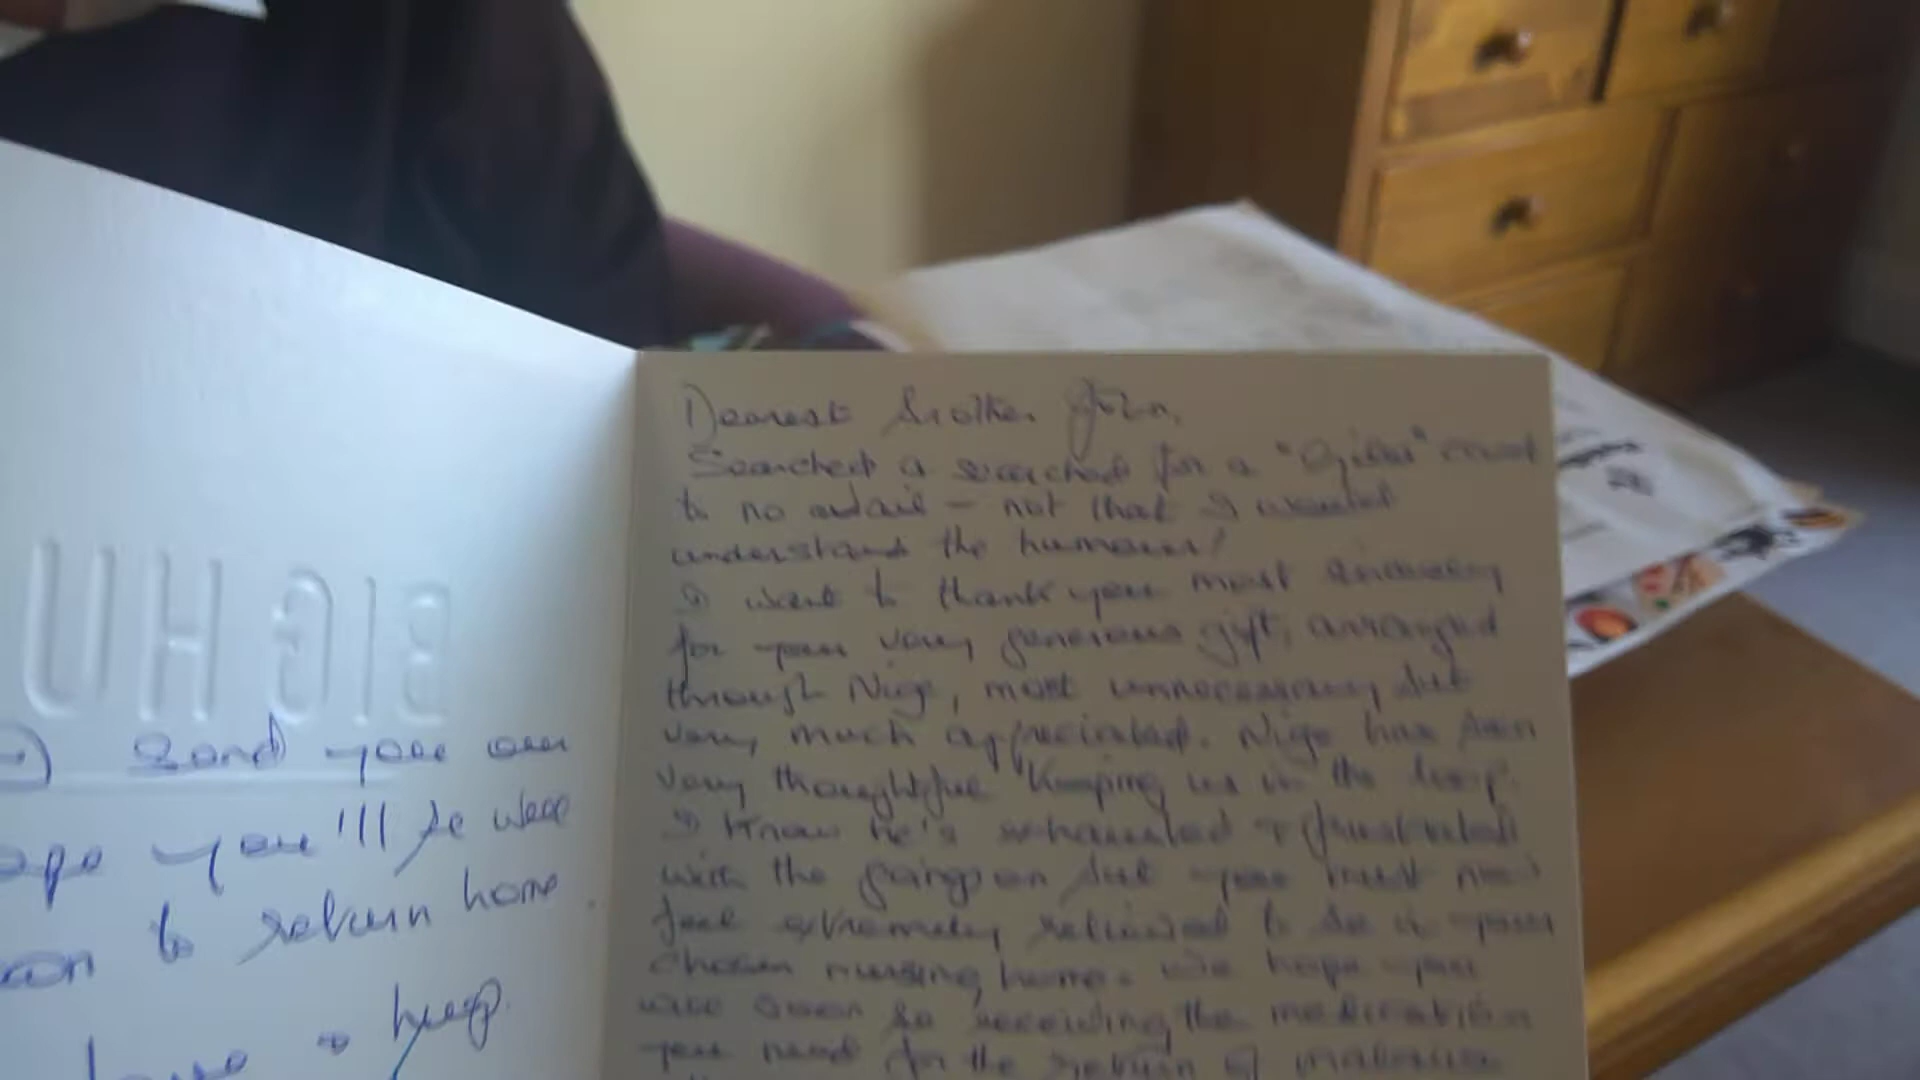 BIG HU
send you our
you!!! be well
to return home.
love + hugs
Dearest brother John,
Searched & searched for a " " card
to no avail – not that I would
understand the humour!
I want to thank you most sincerely
for your very generous gift, arranged
through Nige, most unnecessary but
very much appreciated. Nige has been
very thoughtful keeping us in the loop.
I know he's exhausted & frustrated
with the goings on but you must now
feel extremely relieved to be in your
chosen nursing home. We hope you
will soon be receiving the medication
you need for the return of